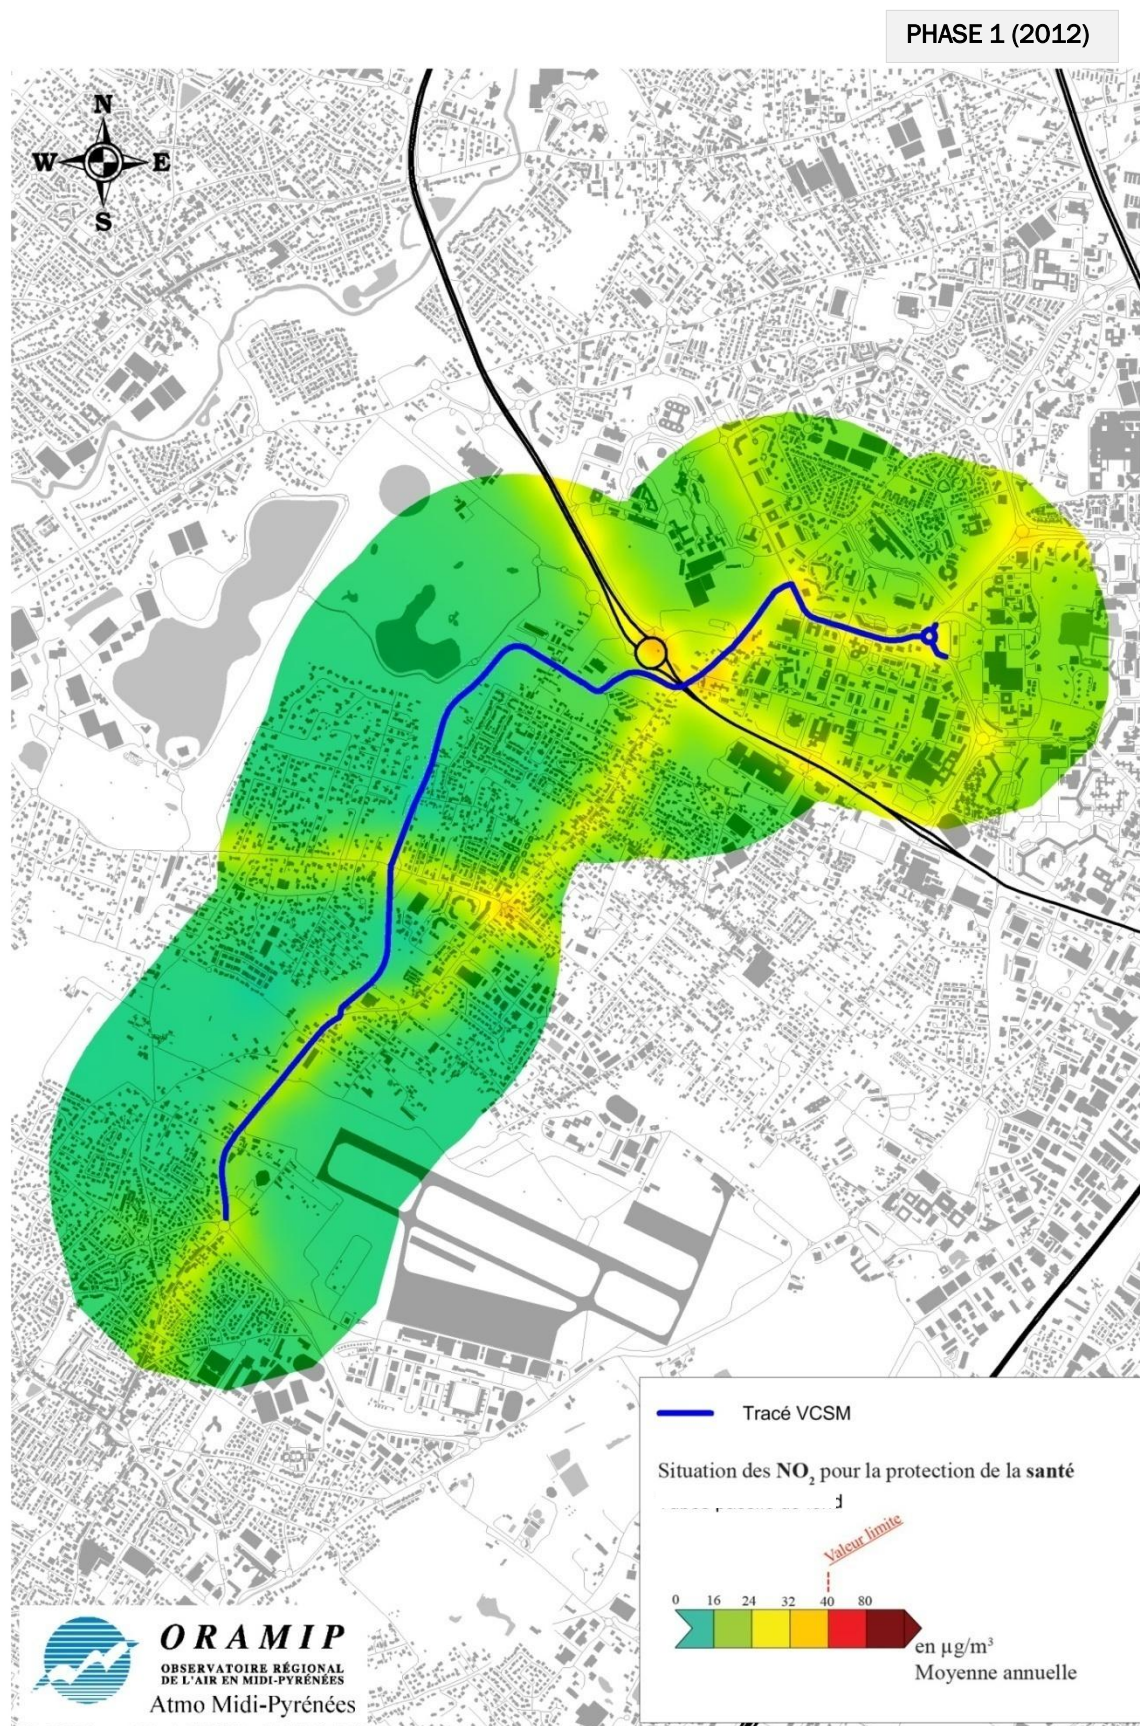 PHASE 1 (2012)
N
W E
S
Tracé VCSM
Situation des NO2 pour la protection de la santé
Valeur limite
0 16 24 32 40 80
en µg/m³
Moyenne annuelle
ORAMIP
OBSERVATOIRE RÉGIONAL
DE L'AIR EN MIDI-PYRÉNÉES
Atmo Midi-Pyrénées